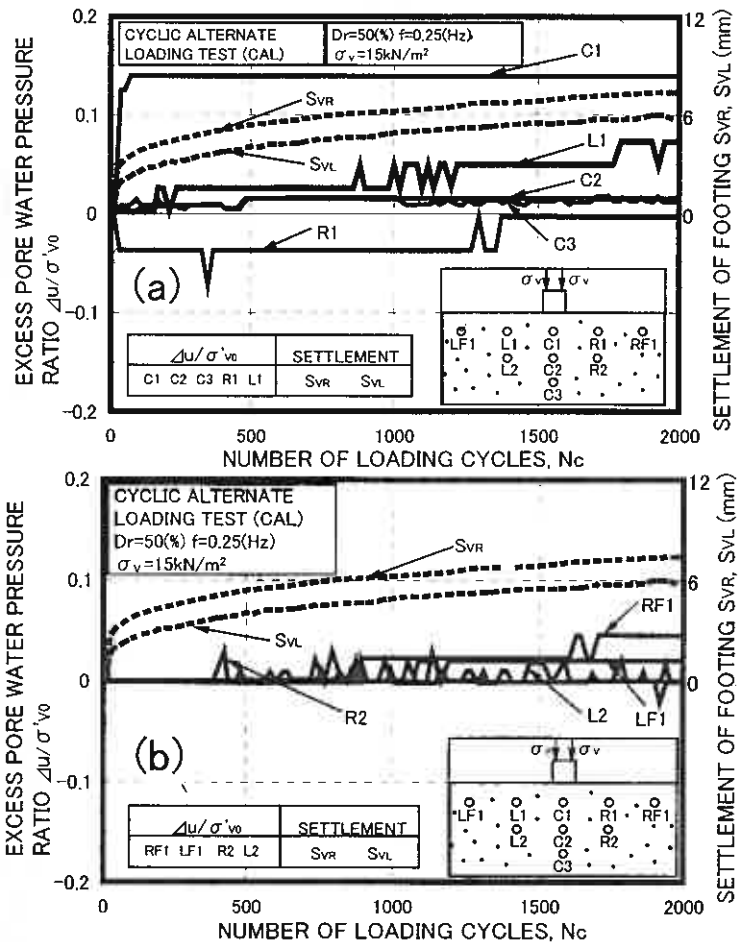 CYCLIC ALTERNATE
LOADING TEST (CAL)
Dr=50(%) f=0.25(Hz)
σv=15kN/m²
C1
SVR
SVL
L1
C2
C3
R1
(a)
σv σv
LF1 L1 C1 R1 RF1
L2 C2 R2
C3
Δu/σ'v0 SETTLEMENT
C1 C2 C3 R1 L1 SVR SVL
0.2
0.1
0
-0.1
-0.2
12
6
0
0 500 1000 1500 2000
EXCESS PORE WATER PRESSURE
RATIO Δu/σ'v0
SETTLEMENT OF FOOTING SVR, SVL (mm)
NUMBER OF LOADING CYCLES, Nc
CYCLIC ALTERNATE
LOADING TEST (CAL)
Dr=50(%) f=0.25(Hz)
σv=15kN/m²
SVR
SVL
RF1
R2
L2
LF1
(b)
σ σv
LF1 L1 C1 R1 RF1
L2 C2 R2
C3
Δu/σ'v0 SETTLEMENT
RF1 LF1 R2 L2 SVR SVL
0.2
0.1
0
-0.1
-0.2
12
6
0
0 500 1000 1500 2000
EXCESS PORE WATER PRESSURE
RATIO Δu/σ'v0
SETTLEMENT OF FOOTING SVR, SVL (mm)
NUMBER OF LOADING CYCLES, Nc